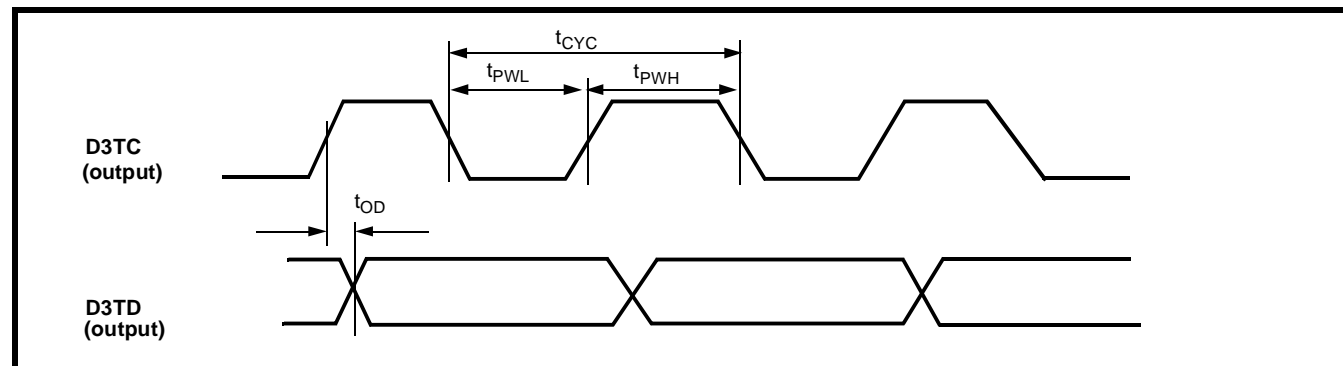 tCYC
tPWL
tPWH
D3TC
(output)
tOD
D3TD
(output)